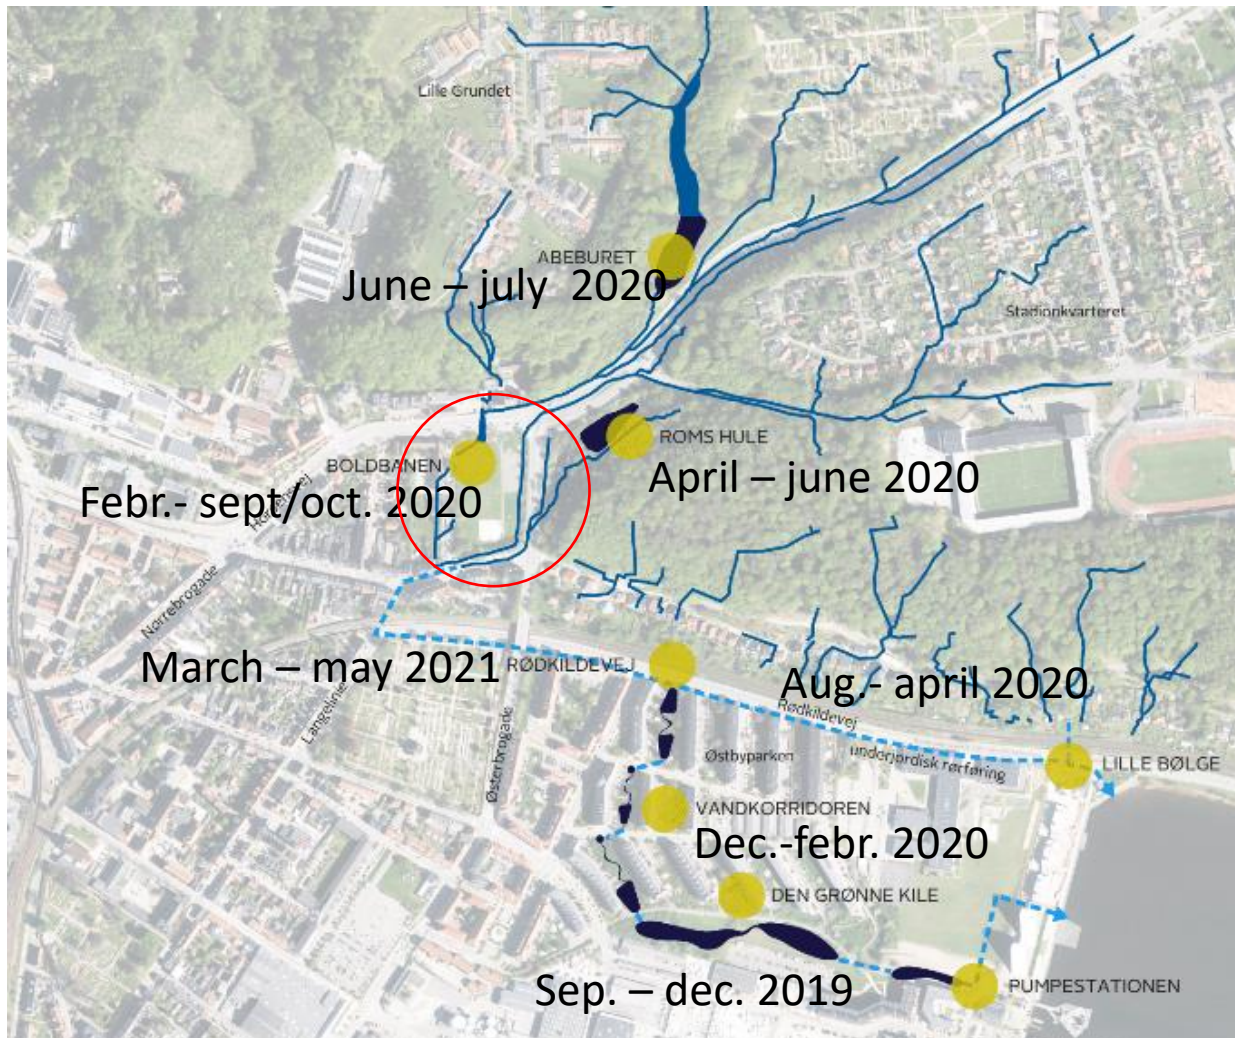 Lille Grundet
ABEBURET
June – july  2020
Stadionkvarteret
ROMS HULE
BOLDBANEN
April – june 2020
Febr.- sept/oct. 2020
Horsensvej
Nørrebrogade
March – may 2021
RØDKILDEVEJ
Aug.- april 2020
Langelinie
Rødkildevej
Østerbrogade
Østbyparken
underjordisk rørføring
LILLE BØLGE
VANDKORRIDOREN
Dec.-febr. 2020
DEN GRØNNE KILE
Sep. – dec. 2019
PUMPESTATIONEN